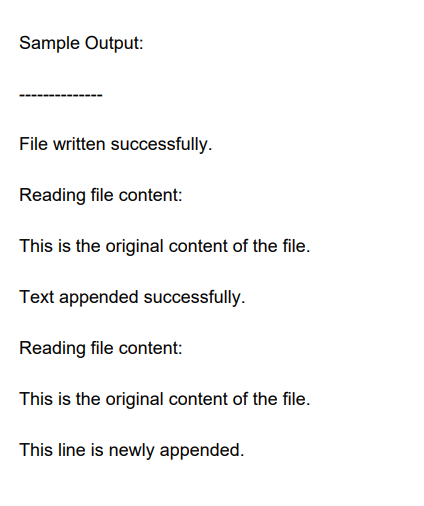 Sample Output:
--------------
File written successfully.
Reading file content:
This is the original content of the file.
Text appended successfully.
Reading file content:
This is the original content of the file.
This line is newly appended.